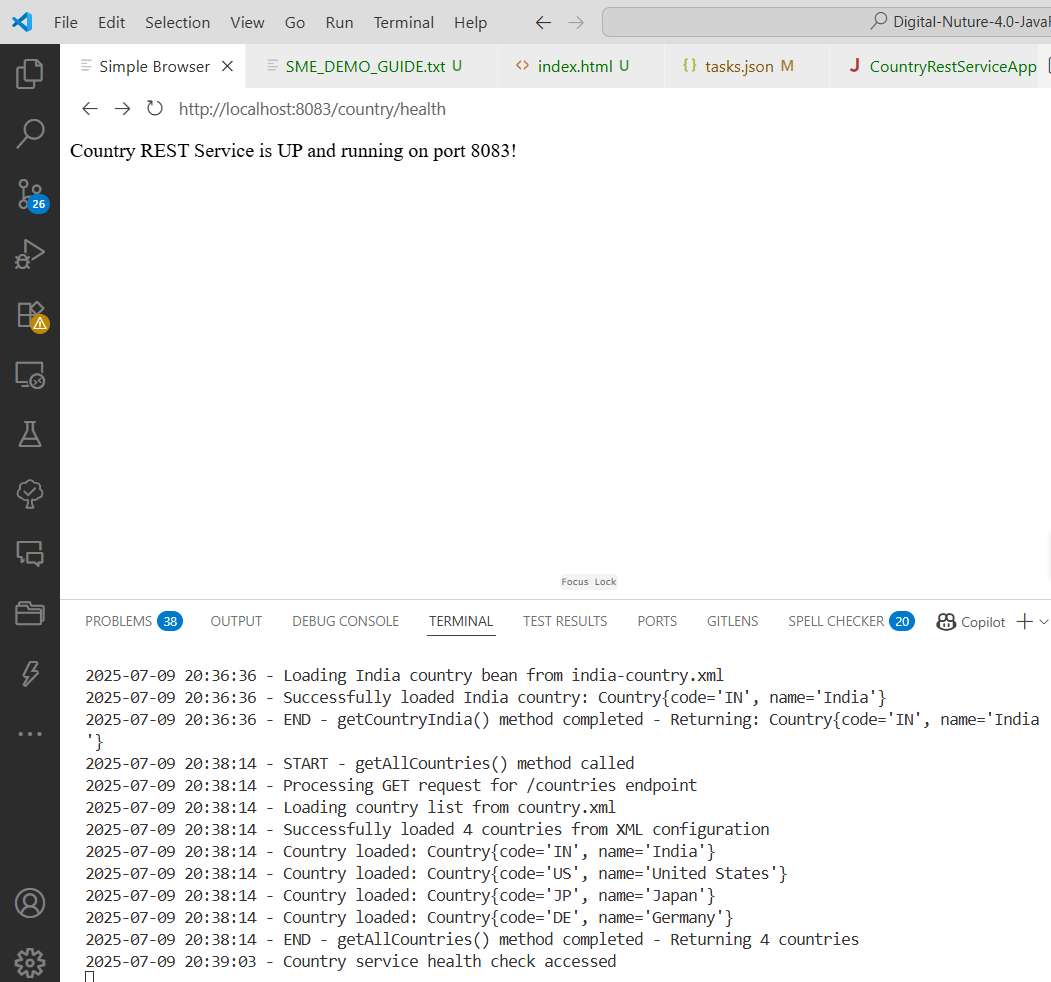 File Edit Selection View Go Run Terminal Help Digital-Nuture-4.0-JavaF
Simple Browser SME_DEMO_GUIDE.txt U index.html U tasks.json M CountryRestServiceApp
http://localhost:8083/country/health
Country REST Service is UP and running on port 8083!
26
Focus Lock
PROBLEMS 38 OUTPUT DEBUG CONSOLE TERMINAL TEST RESULTS PORTS GITLENS SPELL CHECKER 20 Copilot
2025-07-09 20:36:36 - Loading India country bean from india-country.xml
2025-07-09 20:36:36 - Successfully loaded India country: Country{code='IN', name='India'}
2025-07-09 20:36:36 - END - getCountryIndia() method completed - Returning: Country{code='IN', name='India
'}
2025-07-09 20:38:14 - START - getAllCountries() method called
2025-07-09 20:38:14 - Processing GET request for /countries endpoint
2025-07-09 20:38:14 - Loading country list from country.xml
2025-07-09 20:38:14 - Successfully loaded 4 countries from XML configuration
2025-07-09 20:38:14 - Country loaded: Country{code='IN', name='India'}
2025-07-09 20:38:14 - Country loaded: Country{code='US', name='United States'}
2025-07-09 20:38:14 - Country loaded: Country{code='JP', name='Japan'}
2025-07-09 20:38:14 - Country loaded: Country{code='DE', name='Germany'}
2025-07-09 20:38:14 - END - getAllCountries() method completed - Returning 4 countries
2025-07-09 20:39:03 - Country service health check accessed